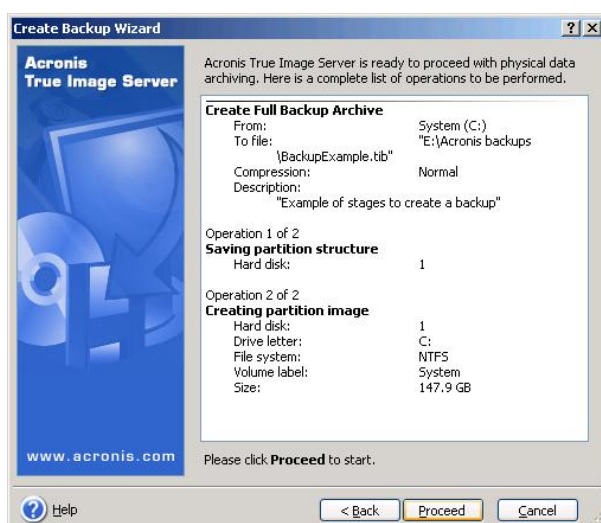 Create Backup Wizard
Acronis
True Image Server
Acronis True Image Server is ready to proceed with physical data
archiving. Here is a complete list of operations to be performed.
Create Full Backup Archive
From: System (C:)
To file: "E:\Acronis backups
\BackupExample.tib"
Compression: Normal
Description:
"Example of stages to create a backup"
Operation 1 of 2
Saving partition structure
Hard disk: 1
Operation 2 of 2
Creating partition image
Hard disk: 1
Drive letter: C:
File system: NTFS
Volume label: System
Size: 147.9 GB
www.acronis.com
Please click Proceed to start.
Help
< Back
Proceed
Cancel